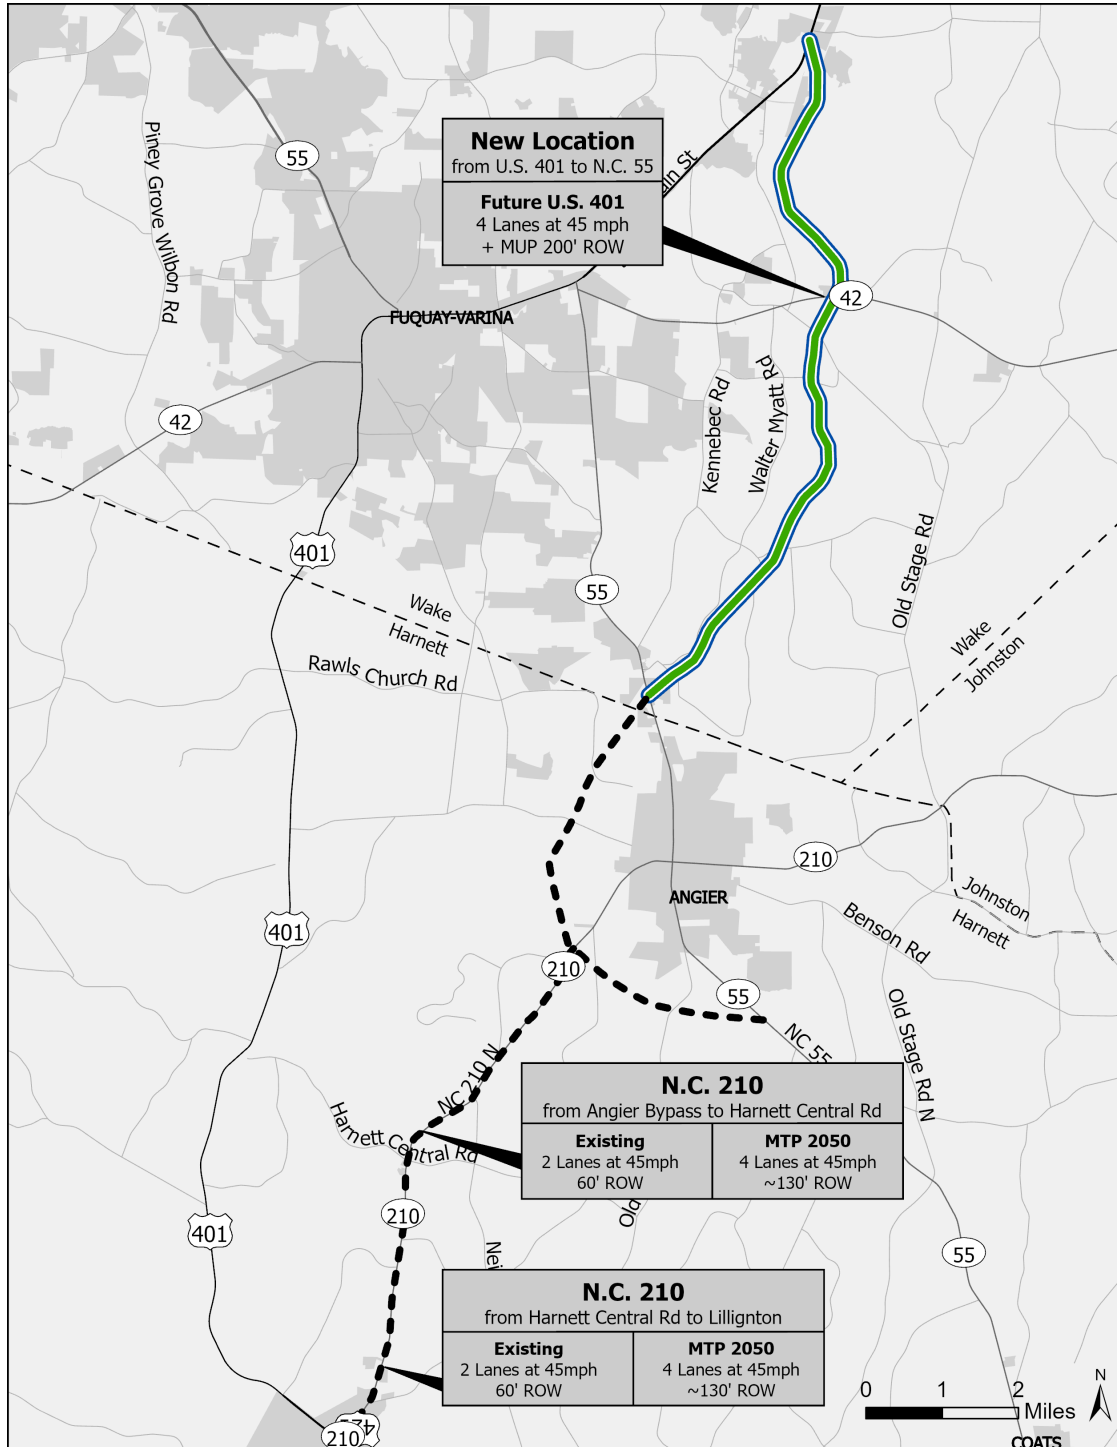 New Location
from U.S. 401 to N.C. 55
Future U.S. 401
4 Lanes at 45 mph
+ MUP 200' ROW
Piney Grove Wilbon Rd
55
ain St
42
FUQUAY-VARINA
42
Kennebec Rd
Walter Myatt Rd
401
Old Stage Rd
55
Wake
Harnett
Wake
Johnston
Rawls Church Rd
210
ANGIER
Johnston
Harnett
Benson Rd
401
210
55
Old Stage Rd N
NC 55
NC 210 N
Harnett Central Rd
N.C. 210
from Angier Bypass to Harnett Central Rd
Existing
2 Lanes at 45mph
60' ROW
MTP 2050
4 Lanes at 45mph
~130' ROW
Old
210
401
55
Nei
N.C. 210
from Harnett Central Rd to Lillignton
Existing
2 Lanes at 45mph
60' ROW
MTP 2050
4 Lanes at 45mph
~130' ROW
0 1 2
Miles
N
210
COATS